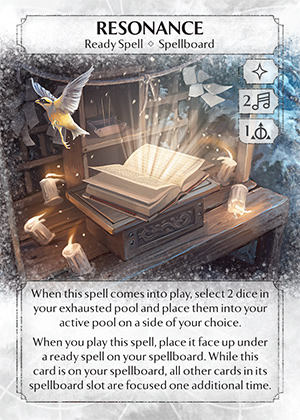 RESONANCE
Ready Spell ⬦ Spellboard
2
1
When this spell comes into play, select 2 dice in
your exhausted pool and place them into your
active pool on a side of your choice.
When you play this spell, place it face up under
a ready spell on your spellboard. While this
card is on your spellboard, all other cards in its
spellboard slot are focused one additional time.